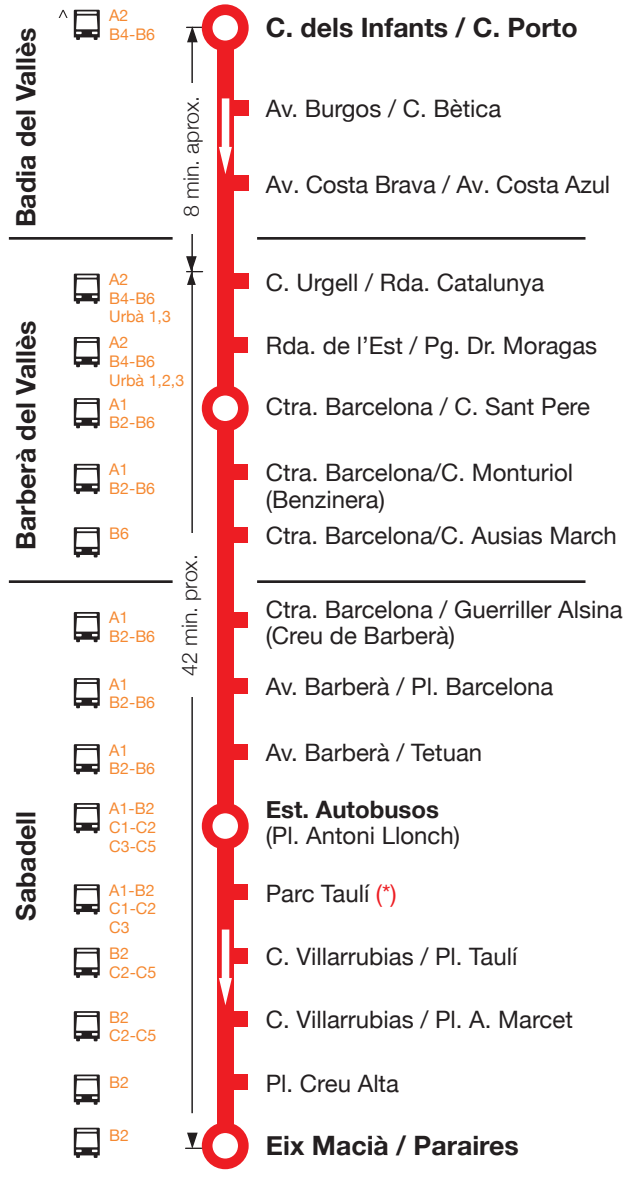 Badia del Vallès
^
A2
B4-B6
C. dels Infants / C. Porto
8 min. aprox.
Av. Burgos / C. Bètica
Av. Costa Brava / Av. Costa Azul
Barberà del Vallès
A2
B4-B6
Urbà 1,3
C. Urgell / Rda. Catalunya
A2
B4-B6
Urbà 1,2,3
Rda. de l'Est / Pg. Dr. Moragas
A1
B2-B6
Ctra. Barcelona / C. Sant Pere
A1
B2-B6
Ctra. Barcelona/C. Monturiol
(Benzinera)
B6
Ctra. Barcelona/C. Ausias March
42 min. prox.
Sabadell
A1
B2-B6
Ctra. Barcelona / Guerriller Alsina
(Creu de Barberà)
A1
B2-B6
Av. Barberà / Pl. Barcelona
A1
B2-B6
Av. Barberà / Tetuan
A1-B2
C1-C2
C3-C5
Est. Autobusos
(Pl. Antoni Llonch)
A1-B2
C1-C2
C3
Parc Taulí (*)
B2
C2-C5
C. Villarrubias / Pl. Taulí
B2
C2-C5
C. Villarrubias / Pl. A. Marcet
B2
Pl. Creu Alta
B2
Eix Macià / Paraires